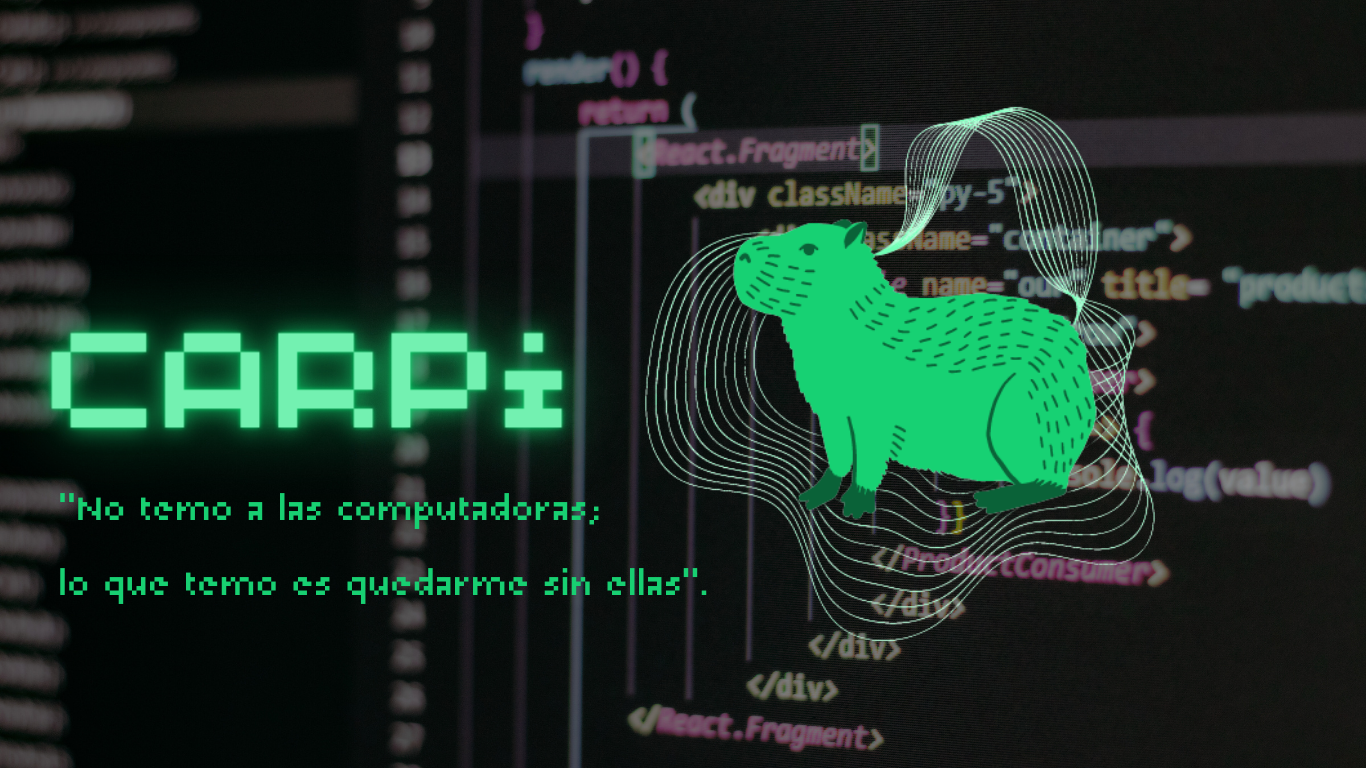 }
render() {
return (
<React.Fragment>
<div className="py-5">
name="container">
name="our" title= "product
CARPi
{
.log(value)
"No temo a las computadoras;
})
</ProductConsumer>
lo que temo es quedarme sin ellas".
</div>
</div>
</div>
</React.Fragment>